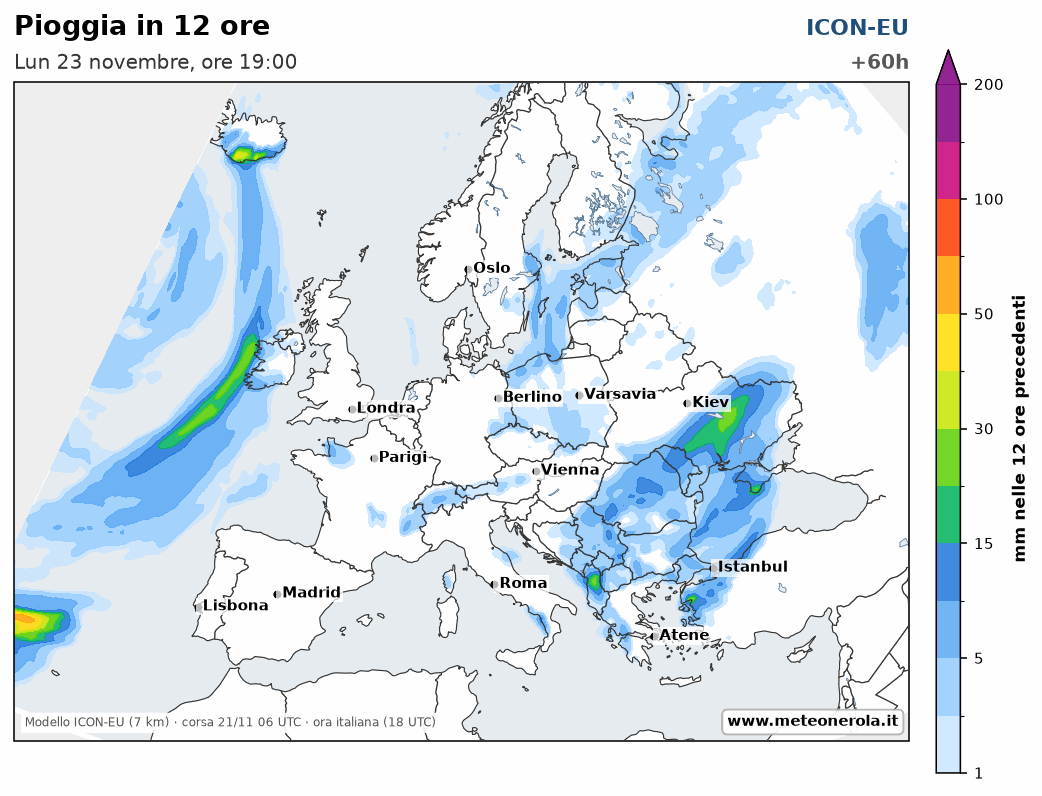 Pioggia in 12 ore
ICON-EU
Lun 23 novembre, ore 19:00
+60h
200
100
50
30
15
5
1
mm nelle 12 ore precedenti
Oslo
Londra
Berlino
Varsavia
Kiev
Parigi
Vienna
Istanbul
Roma
Madrid
Lisbona
Atene
Modello ICON-EU (7 km) · corsa 21/11 06 UTC · ora italiana (18 UTC)
www.meteonerola.it